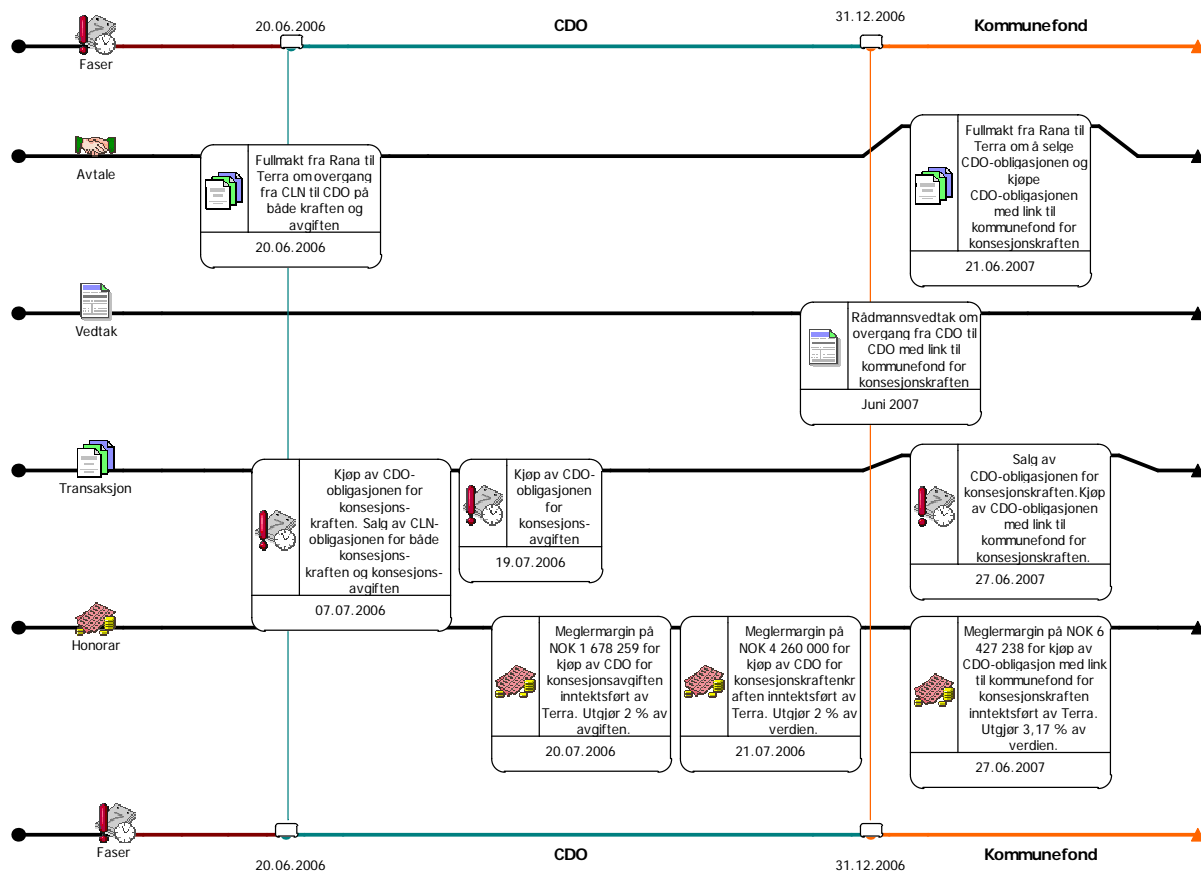 20.06.2006
CDO
31.12.2006
Kommunefond
Faser
Avtale
Fullmakt fra Rana til
Terra om overgang
fra CLN til CDO på
både kraften og
avgiften
20.06.2006
Fullmakt fra Rana til
Terra om å selge
CDO-obligasjonen og
kjøpe
CDO-obligasjonen
med link til
kommunefond for
konsesjonskraften
21.06.2007
Vedtak
Rådmannsvedtak om
overgang fra CDO til
CDO med link til
kommunefond for
konsesjonskraften
Juni 2007
Transaksjon
Kjøp av CDO-
obligasjonen for
konsesjons-
kraften. Salg av CLN-
obligasjonen for både
konsesjons-
kraften og konsesjons-
avgiften
07.07.2006
Kjøp av CDO-
obligasjonen
for
konsesjons-
avgiften
19.07.2006
Salg av
CDO-obligasjonen for
konsesjonskraften.Kjøp
av CDO-obligasjonen
med link til
kommunefond for
konsesjonskraften.
27.06.2007
Honorar
Meglermargin på
NOK 1 678 259 for
kjøp av CDO for
konsesjonsavgiften
inntektsført av
Terra. Utgjør 2 % av
avgiften.
20.07.2006
Meglermargin på
NOK 4 260 000 for
kjøp av CDO for
konsesjonskraftenkr
aften inntektsført av
Terra. Utgjør 2 % av
verdien.
21.07.2006
Meglermargin på NOK 6
427 238 for kjøp av
CDO-obligasjon med link
til kommunefond for
konsesjonskraften
inntektsført av Terra.
Utgjør 3,17 % av
verdien.
27.06.2007
Faser
20.06.2006
CDO
31.12.2006
Kommunefond